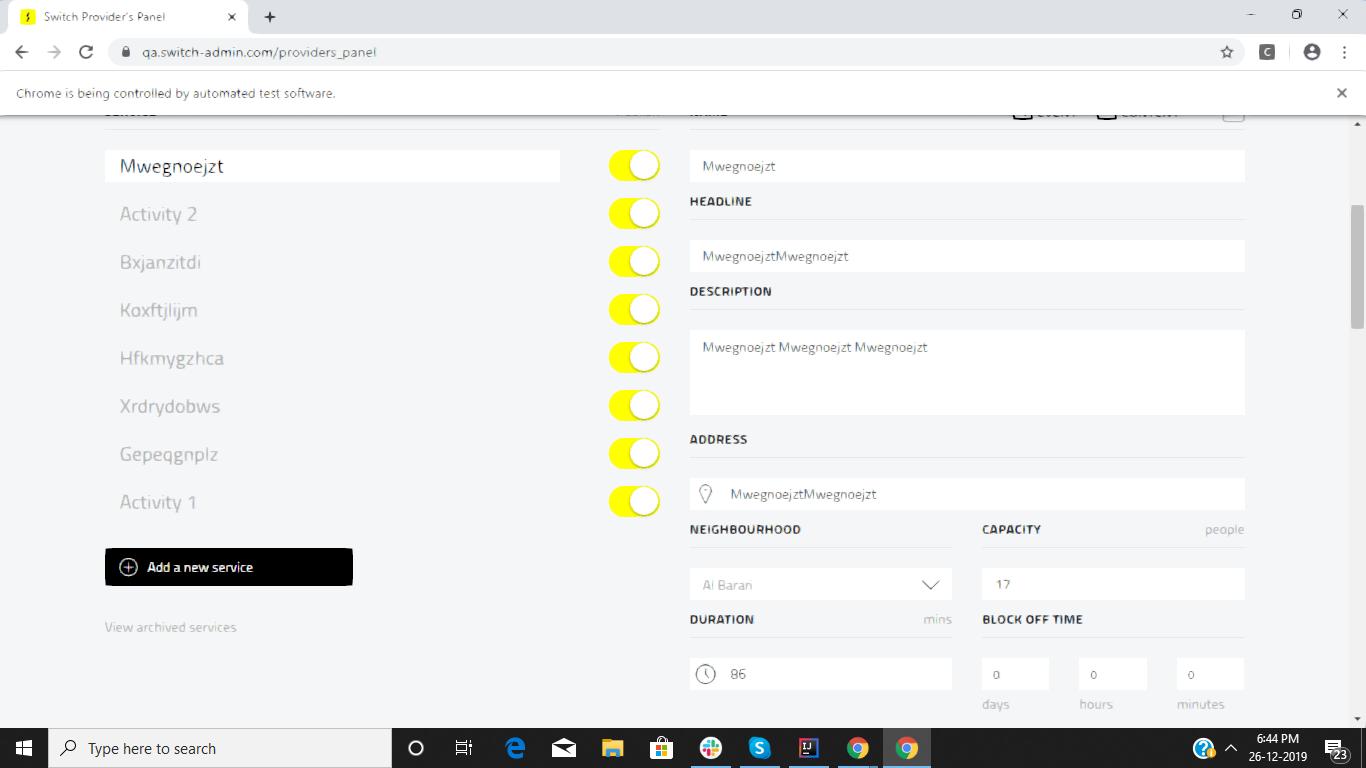 Switch Provider's Panel
qa.switch-admin.com/providers_panel
Chrome is being controlled by automated test software.
Mwegnoejzt
Activity 2
Bxjanzitdi
Koxftjlijm
Hfkmygzhca
Xrdrydobws
Gepeqgnplz
Activity 1
Add a new service
View archived services
Mwegnoejzt
HEADLINE
MwegnoejztMwegnoejzt
DESCRIPTION
Mwegnoejzt Mwegnoejzt Mwegnoejzt
ADDRESS
MwegnoejztMwegnoejzt
NEIGHBOURHOOD
CAPACITY people
Al Baran
17
DURATION mins
BLOCK OFF TIME
86
0 0 0
days hours minutes
Type here to search
6:44 PM
26-12-2019
23